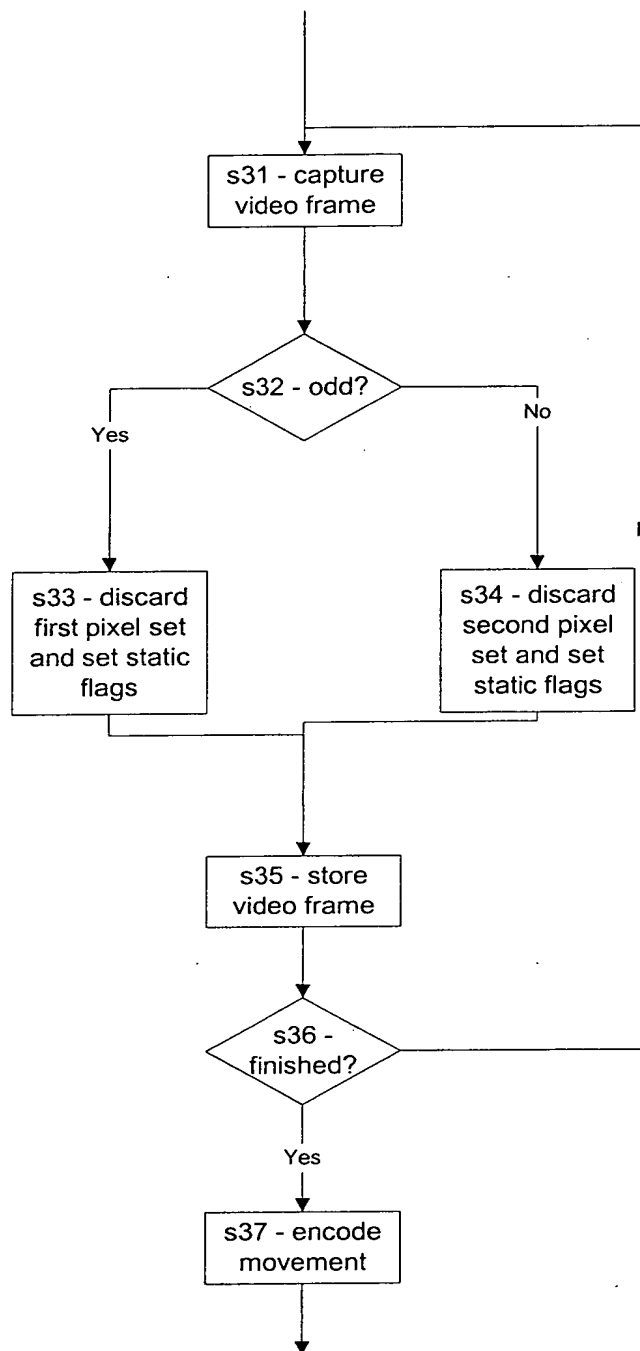 s31 - capture
video frame
s32 - odd?
Yes
No
s33 - discard
first pixel set
and set static
flags
s34 - discard
second pixel
set and set
static flags
s35 - store
video frame
s36 -
finished?
Yes
s37 - encode
movement